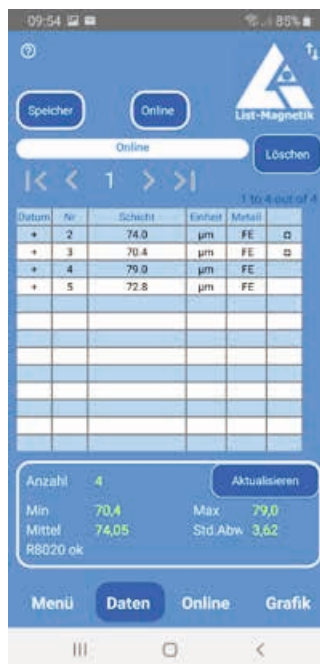 09:54 85%
Speicher Online List-Magnetik
Online Löschen
1
1 to 4 out of 4
Datum Nr Schicht Einheit Metall
+ 2 74.0 µm FE
+ 3 70.4 µm FE
+ 4 79.0 µm FE
+ 5 72.8 µm FE
Anzahl 4 Aktualisieren
Min 70,4 Max 79,0
Mittel 74,05 Std.Abw. 3,62
R8020 ok
Menü Daten Online Grafik